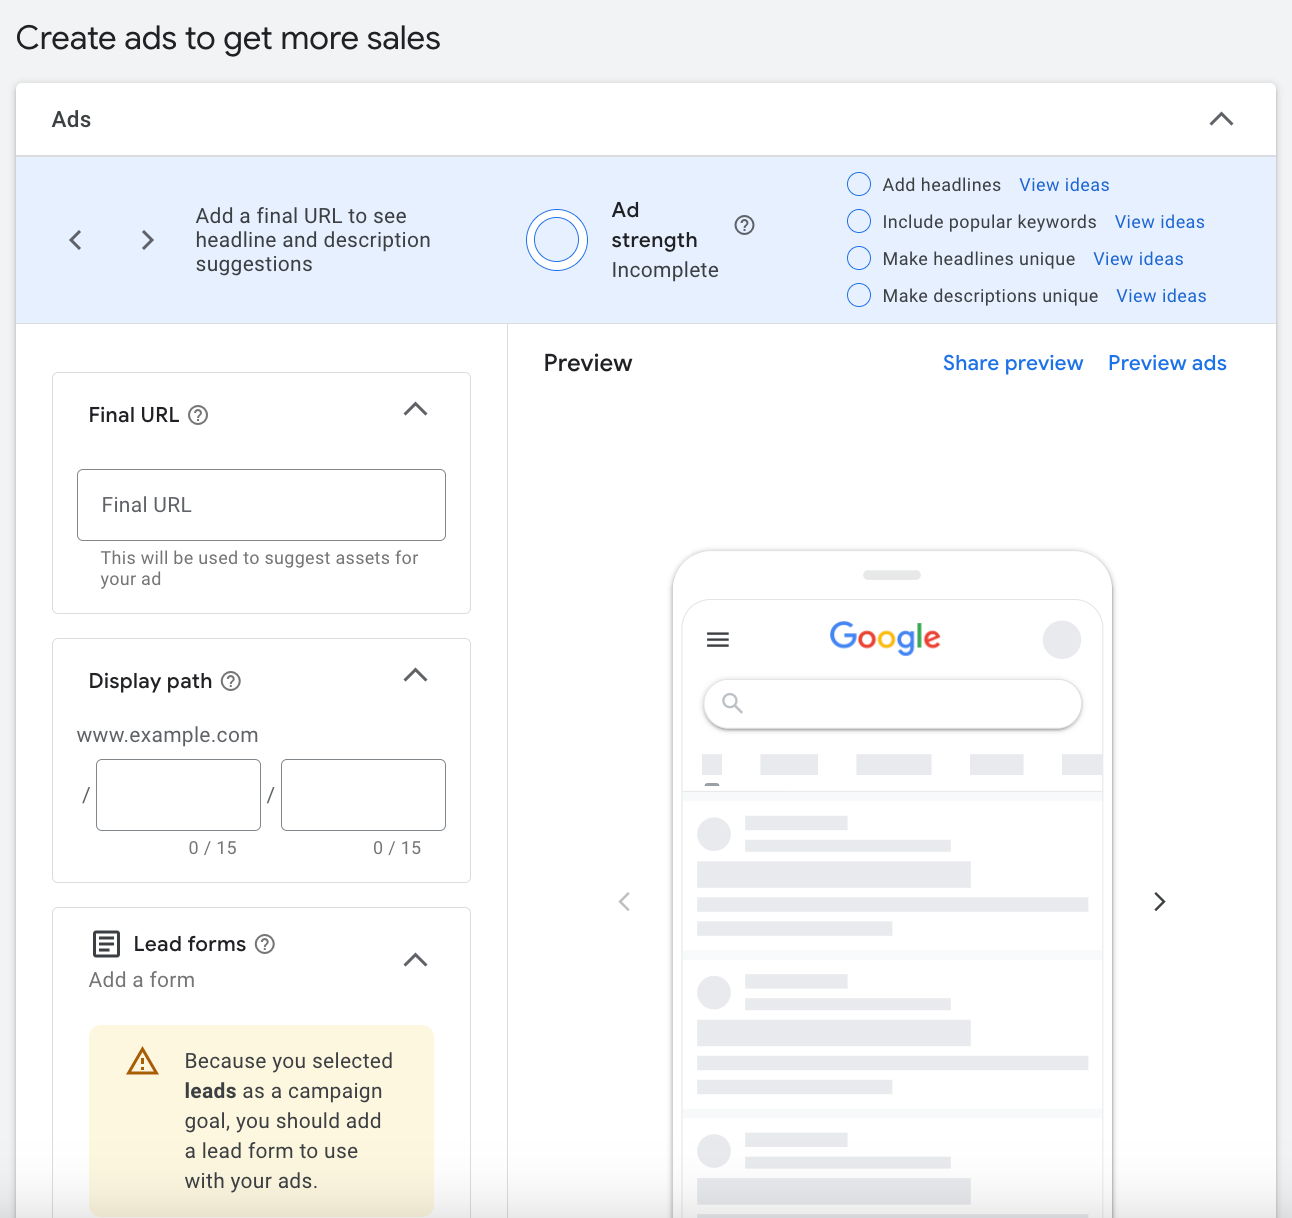 Create ads to get more sales
Ads
Add a final URL to see
headline and description
suggestions
Ad
strength
Incomplete
Add headlines View ideas
Include popular keywords View ideas
Make headlines unique View ideas
Make descriptions unique View ideas
Final URL
Final URL
This will be used to suggest assets for
your ad
Display path
www.example.com
/ /
0 / 15 0 / 15
Lead forms
Add a form
Because you selected
leads as a campaign
goal, you should add
a lead form to use
with your ads.
Preview
Share preview Preview ads
Google